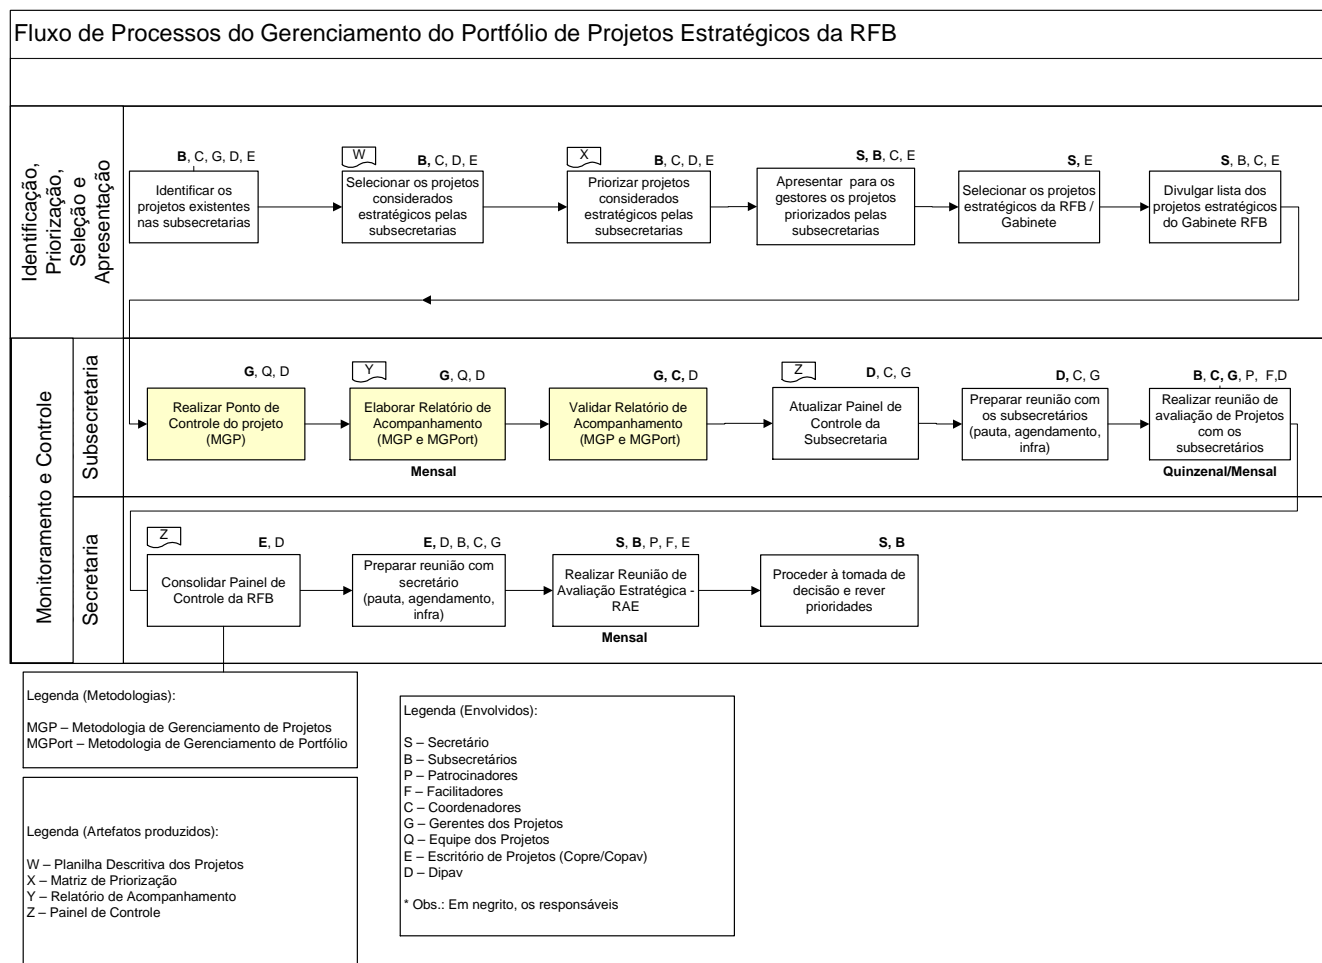 Fluxo de Processos do Gerenciamento do Portfólio de Projetos Estratégicos da RFB
Identificação,
Priorização,
Seleção e
Apresentação
B, C, G, D, E
Identificar os
projetos existentes
nas subsecretarias
W
B, C, D, E
Selecionar os projetos
considerados
estratégicos pelas
subsecretarias
X
B, C, D, E
Priorizar projetos
considerados
estratégicos pelas
subsecretarias
S, B, C, E
Apresentar para os
gestores os projetos
priorizados pelas
subsecretarias
S, E
Selecionar os projetos
estratégicos da RFB /
Gabinete
S, B, C, E
Divulgar lista dos
projetos estratégicos
do Gabinete RFB
Monitoramento e Controle
Subsecretaria
G, Q, D
Realizar Ponto de
Controle do projeto
(MGP)
Y
G, Q, D
Elaborar Relatório de
Acompanhamento
(MGP e MGPort)
Mensal
G, C, D
Validar Relatório de
Acompanhamento
(MGP e MGPort)
Z
D, C, G
Atualizar Painel de
Controle da
Subsecretaria
D, C, G
Preparar reunião com
os subsecretários
(pauta, agendamento,
infra)
B, C, G, P, F,D
Realizar reunião de
avaliação de Projetos
com os
subsecretários
Quinzenal/Mensal
Secretaria
Z
E, D
Consolidar Painel de
Controle da RFB
E, D, B, C, G
Preparar reunião com
secretário
(pauta, agendamento,
infra)
S, B, P, F, E
Realizar Reunião de
Avaliação Estratégica -
RAE
Mensal
S, B
Proceder à tomada de
decisão e rever
prioridades
Legenda (Metodologias):
MGP – Metodologia de Gerenciamento de Projetos
MGPort – Metodologia de Gerenciamento de Portfólio
Legenda (Artefatos produzidos):
W – Planilha Descritiva dos Projetos
X – Matriz de Priorização
Y – Relatório de Acompanhamento
Z – Painel de Controle
Legenda (Envolvidos):
S – Secretário
B – Subsecretários
P – Patrocinadores
F – Facilitadores
C – Coordenadores
G – Gerentes dos Projetos
Q – Equipe dos Projetos
E – Escritório de Projetos (Copre/Copav)
D – Dipav
* Obs.: Em negrito, os responsáveis